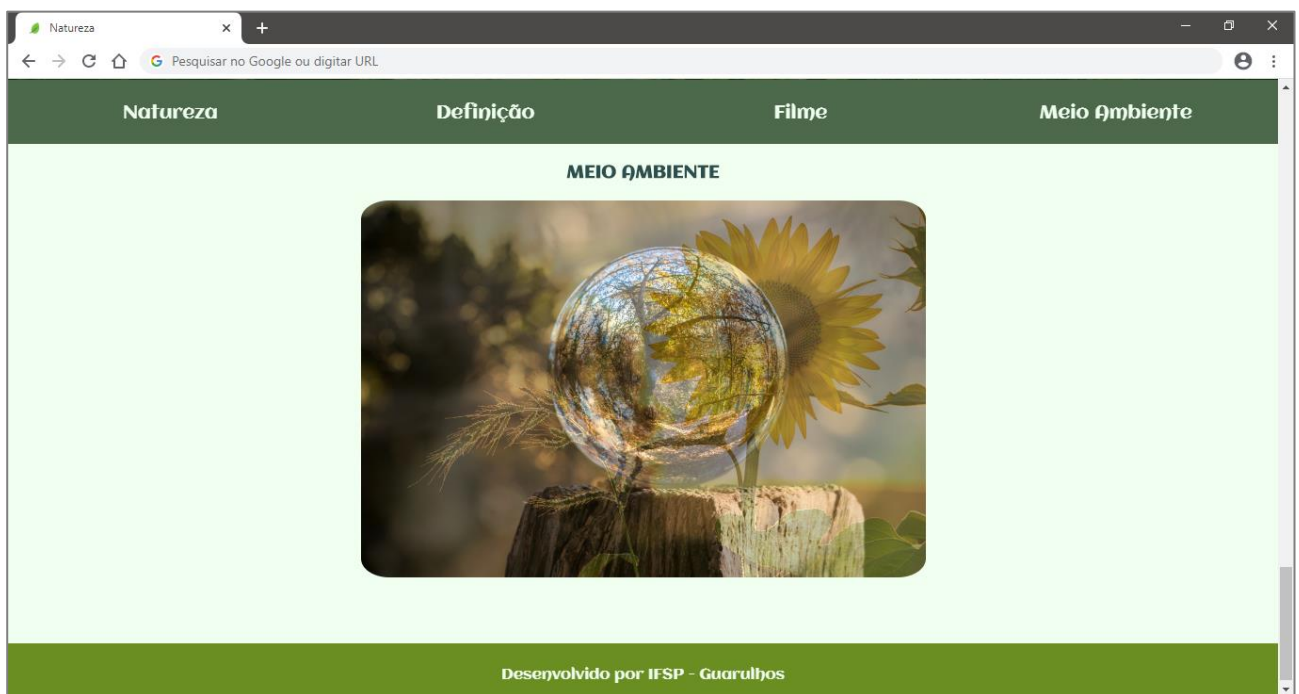 Natureza
Pesquisar no Google ou digitar URL
Natureza Definição Filme Meio Ambiente
MEIO AMBIENTE
Desenvolvido por IFSP - Guarulhos